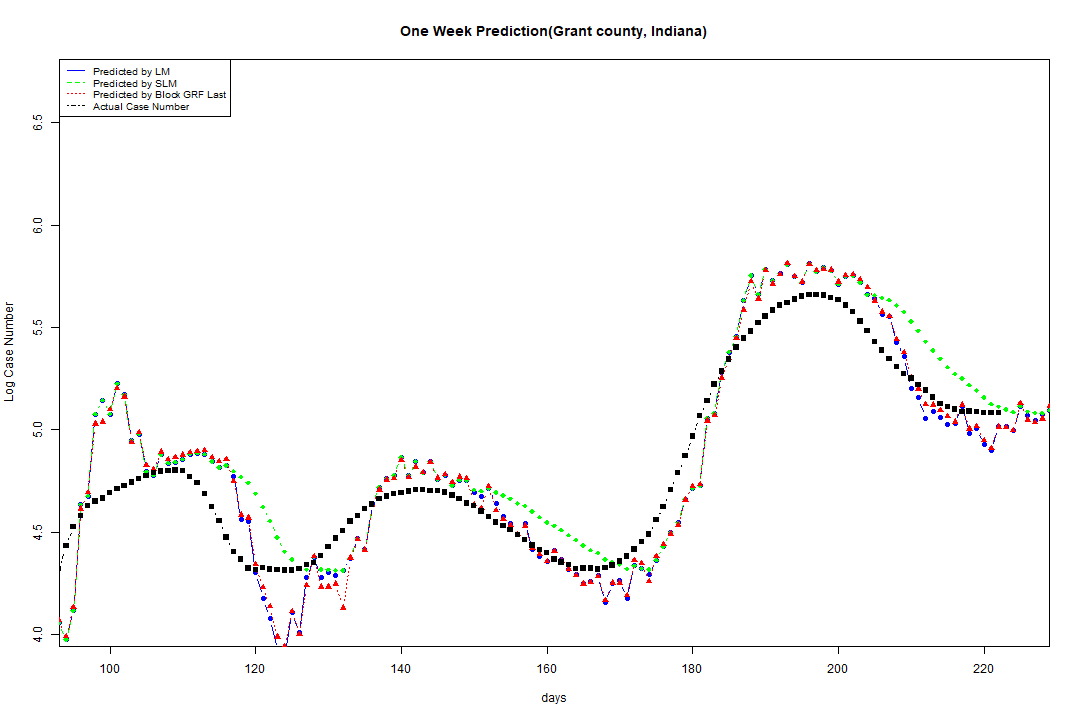 One Week Prediction(Grant county, Indiana)
Predicted by LM
Predicted by SLM
Predicted by Block GRF Last
Actual Case Number
Log Case Number
6.5
6.0
5.5
5.0
4.5
4.0
100 120 140 160 180 200 220
days